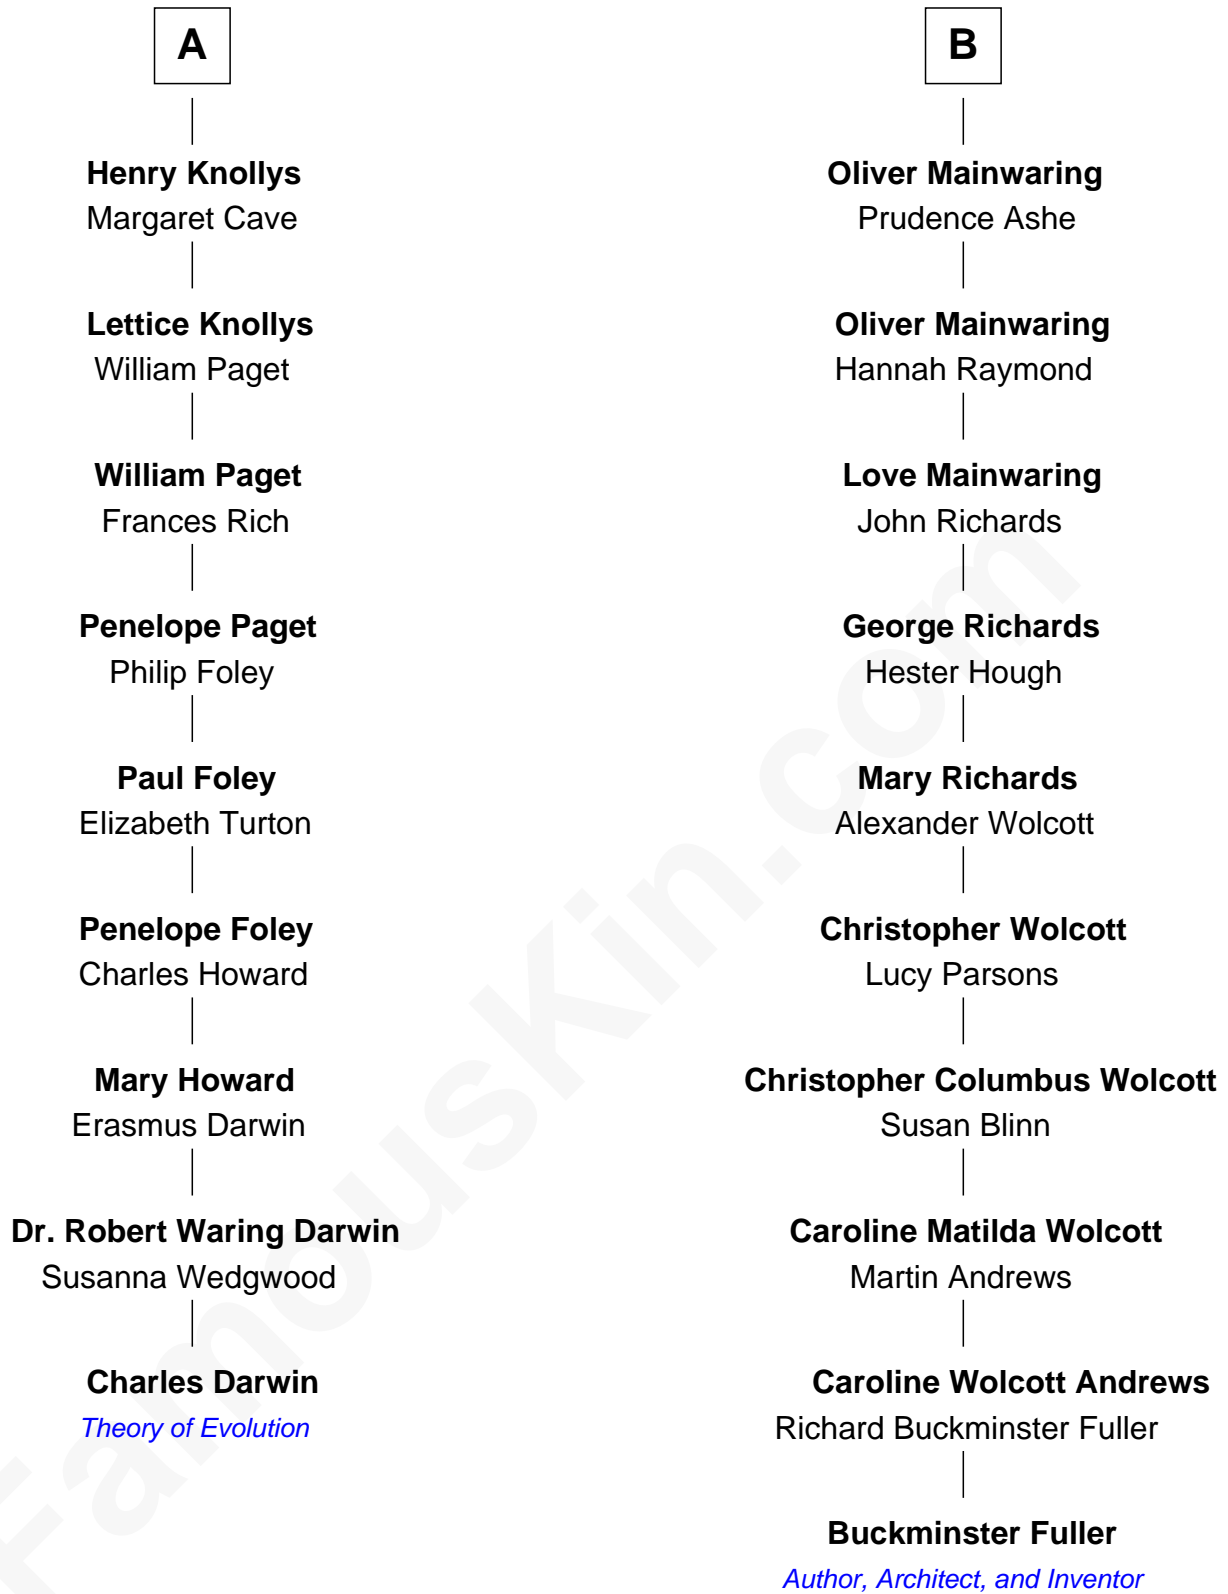 A
Henry Knollys
Margaret Cave
Lettice Knollys
William Paget
William Paget
Frances Rich
Penelope Paget
Philip Foley
Paul Foley
Elizabeth Turton
Penelope Foley
Charles Howard
Mary Howard
Erasmus Darwin
Dr. Robert Waring Darwin
Susanna Wedgwood
Charles Darwin
Theory of Evolution
B
Oliver Mainwaring
Prudence Ashe
Oliver Mainwaring
Hannah Raymond
Love Mainwaring
John Richards
George Richards
Hester Hough
Mary Richards
Alexander Wolcott
Christopher Wolcott
Lucy Parsons
Christopher Columbus Wolcott
Susan Blinn
Caroline Matilda Wolcott
Martin Andrews
Caroline Wolcott Andrews
Richard Buckminster Fuller
Buckminster Fuller
Author, Architect, and Inventor
FamousKin.com